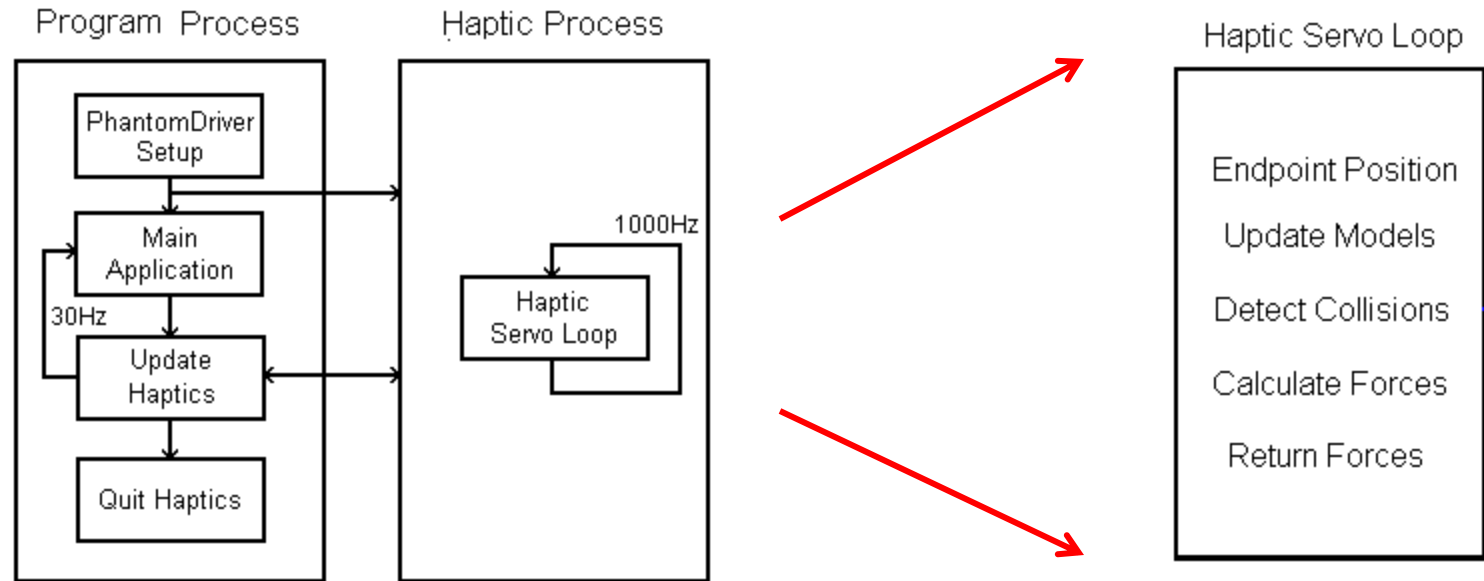 Program Process
PhantomDriver
Setup
Main
Application
30Hz
Update
Haptics
Quit Haptics
Haptic Process
1000Hz
Haptic
Servo Loop
Haptic Servo Loop
Endpoint Position
Update Models
Detect Collisions
Calculate Forces
Return Forces